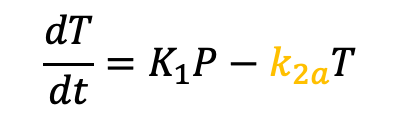 dT/dt = K₁P − k₂ₐT